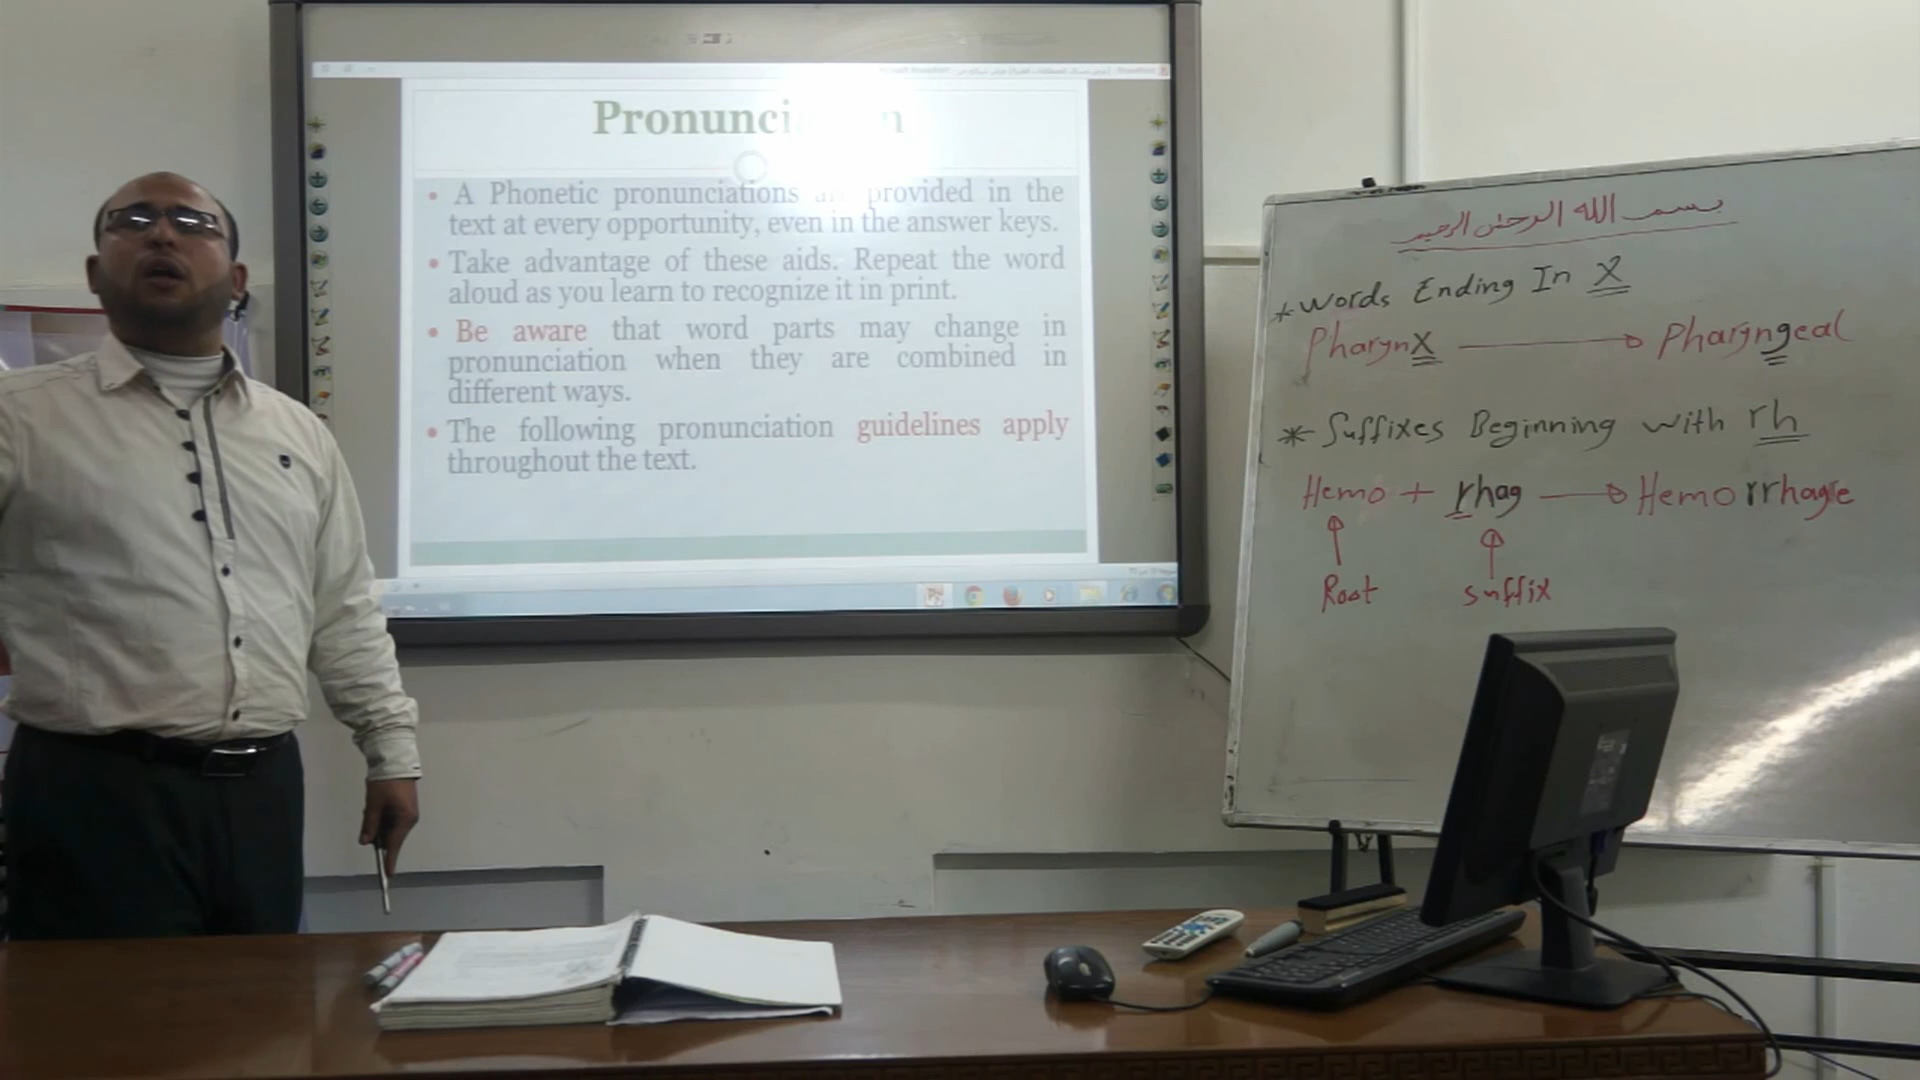 Pronunci n
• A Phonetic pronunciations provided in the
text at every opportunity, even in the answer keys.
• Take advantage of these aids. Repeat the word
aloud as you learn to recognize it in print.
• Be aware that word parts may change in
pronunciation when they are combined in
different ways.
• The following pronunciation guidelines apply
throughout the text.
بسم الله الرحمن الرحيم
* Words Ending In X
Pharynx → Pharyngeal
* Suffixes Beginning with rh
Hemo + rhag → Hemorrhage
Root suffix